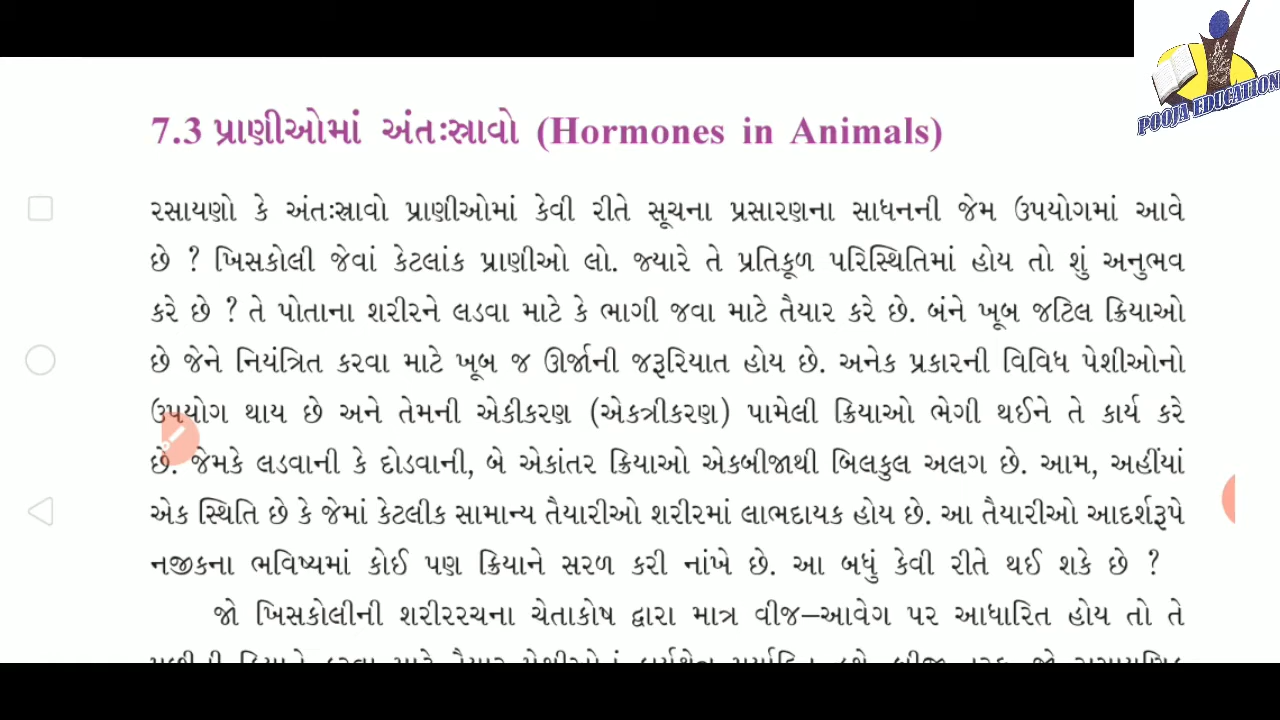 POOJA EDUCATION
7.3 પ્રાણીઓમાં અંતઃસ્રાવો (Hormones in Animals)
રસાયણો કે અંતઃસ્રાવો પ્રાણીઓમાં કેવી રીતે સૂચના પ્રસારણના સાધનની જેમ ઉપયોગમાં આવે
છે ? ખિસકોલી જેવાં કેટલાંક પ્રાણીઓ લો. જ્યારે તે પ્રતિકૂળ પરિસ્થિતિમાં હોય તો શું અનુભવ
કરે છે ? તે પોતાના શરીરને લડવા માટે કે ભાગી જવા માટે તૈયાર કરે છે. બંને ખૂબ જટિલ ક્રિયાઓ
છે જેને નિયંત્રિત કરવા માટે ખૂબ જ ઊર્જાની જરૂરિયાત હોય છે. અનેક પ્રકારની વિવિધ પેશીઓનો
ઉપયોગ થાય છે અને તેમની એકીકરણ (એકત્રીકરણ) પામેલી ક્રિયાઓ ભેગી થઈને તે કાર્ય કરે
છે. જેમકે લડવાની કે દોડવાની, બે એકાંતર ક્રિયાઓ એકબીજાથી બિલકુલ અલગ છે. આમ, અહીંયાં
એક સ્થિતિ છે કે જેમાં કેટલીક સામાન્ય તૈયારીઓ શરીરમાં લાભદાયક હોય છે. આ તૈયારીઓ આદર્શરૂપે
નજીકના ભવિષ્યમાં કોઈ પણ ક્રિયાને સરળ કરી નાંખે છે. આ બધું કેવી રીતે થઈ શકે છે ?
જો ખિસકોલીની શરીરરચના ચેતાકોષ દ્વારા માત્ર વીજ–આવેગ પર આધારિત હોય તો તે